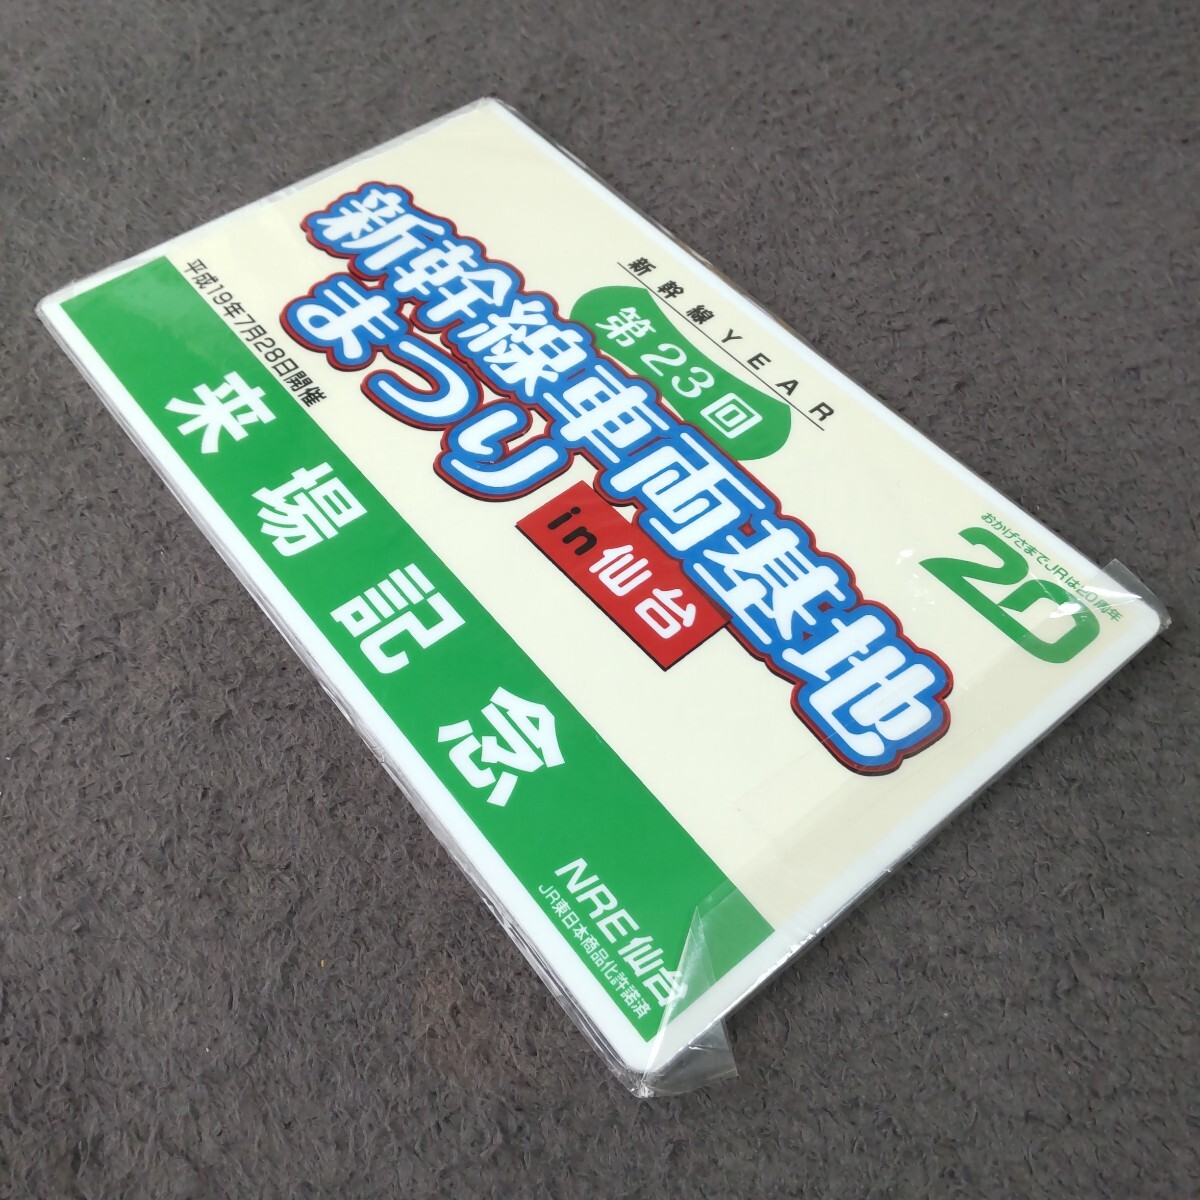 おかげさまでJRは20周年
20
新幹線YEAR
第23回
新幹線車両基地
まつり
in仙台
平成19年7月28日開催
来場記念
NRE仙台
JR東日本商品化許諾済